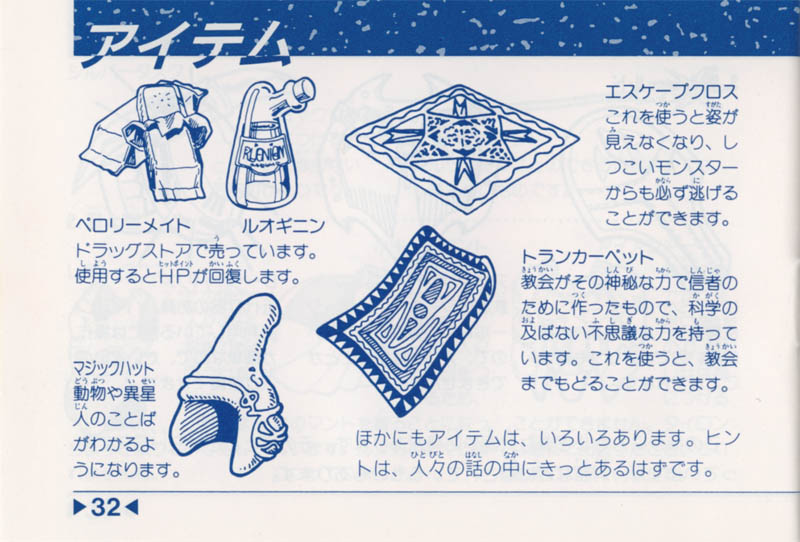 アイテム
RUOGNIAN
ペロリーメイト
ルオギニン
ドラッグストアで売っています。
使用するとHPが回復します。
エスケープクロス
これを使うと姿が
見えなくなり、し
つこいモンスター
からも必ず逃げる
ことができます。
トランカーペット
教会がその神秘な力で信者の
ために作ったもので、科学の
及ばない不思議な力を持って
います。これを使うと、教会
までもどることができます。
マジックハット
動物や異星
人のことば
がわかるよ
うになります。
ほかにもアイテムは、いろいろあります。ヒン
トは、人々の話の中にきっとあるはずです。
▶32◀